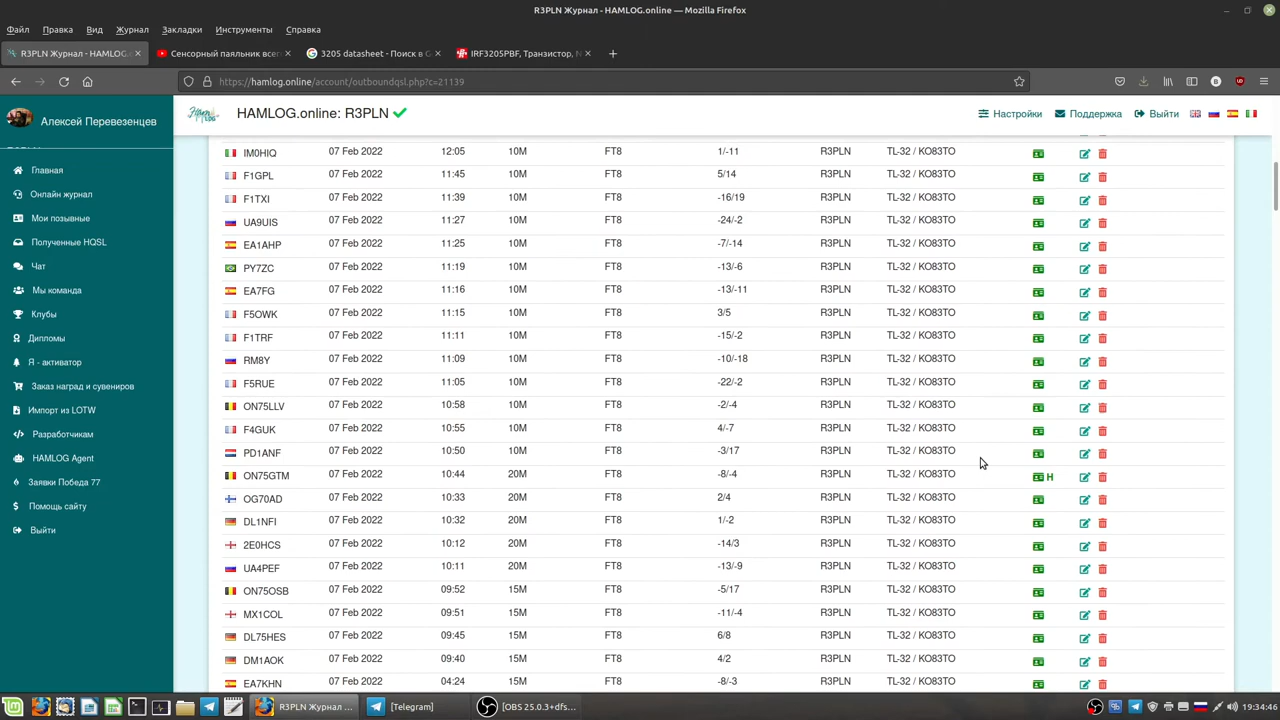 R3PLN Журнал - HAMLOG.online — Mozilla Firefox
Файл Правка Вид Журнал Закладки Инструменты Справка
R3PLN Журнал - HAMLOG.
Сенсорный паяльник все
3205 datasheet - Поиск в G
IRF3205PBF, Транзистор, N
https://hamlog.online/account/outboundqsl.php?c=21139
Алексей Перевезенцев
HAMLOG.online: R3PLN
Настройки Поддержка Выйти
Главная
Онлайн журнал
Мои позывные
Полученные HQSL
Чат
Мы команда
Клубы
Дипломы
Я - активатор
Заказ наград и сувениров
Импорт из LOTW
Разработчикам
HAMLOG Agent
Заявки Победа 77
Помощь сайту
Выйти
IM0HIQ 07 Feb 2022 12:05 10M FT8 1/-11 R3PLN TL-32 / KO83TO
F1GPL 07 Feb 2022 11:45 10M FT8 5/14 R3PLN TL-32 / KO83TO
F1TXI 07 Feb 2022 11:39 10M FT8 -16/19 R3PLN TL-32 / KO83TO
UA9UIS 07 Feb 2022 11:27 10M FT8 -24/-2 R3PLN TL-32 / KO83TO
EA1AHP 07 Feb 2022 11:25 10M FT8 -7/-14 R3PLN TL-32 / KO83TO
PY7ZC 07 Feb 2022 11:19 10M FT8 -13/-6 R3PLN TL-32 / KO83TO
EA7FG 07 Feb 2022 11:16 10M FT8 -13/-11 R3PLN TL-32 / KO83TO
F5OWK 07 Feb 2022 11:15 10M FT8 3/5 R3PLN TL-32 / KO83TO
F1TRF 07 Feb 2022 11:11 10M FT8 -15/-2 R3PLN TL-32 / KO83TO
RM8Y 07 Feb 2022 11:09 10M FT8 -10/-18 R3PLN TL-32 / KO83TO
F5RUE 07 Feb 2022 11:05 10M FT8 -22/-2 R3PLN TL-32 / KO83TO
ON75LLV 07 Feb 2022 10:58 10M FT8 -2/-4 R3PLN TL-32 / KO83TO
F4GUK 07 Feb 2022 10:55 10M FT8 4/-7 R3PLN TL-32 / KO83TO
PD1ANF 07 Feb 2022 10:50 10M FT8 -3/17 R3PLN TL-32 / KO83TO
ON75GTM 07 Feb 2022 10:44 20M FT8 -8/-4 R3PLN TL-32 / KO83TO H
OG70AD 07 Feb 2022 10:33 20M FT8 2/4 R3PLN TL-32 / KO83TO
DL1NFI 07 Feb 2022 10:32 20M FT8 1/-2 R3PLN TL-32 / KO83TO
2E0HCS 07 Feb 2022 10:12 20M FT8 -14/3 R3PLN TL-32 / KO83TO
UA4PEF 07 Feb 2022 10:11 20M FT8 -13/-9 R3PLN TL-32 / KO83TO
ON75OSB 07 Feb 2022 09:52 15M FT8 -5/17 R3PLN TL-32 / KO83TO
MX1COL 07 Feb 2022 09:51 15M FT8 -11/-4 R3PLN TL-32 / KO83TO
DL75HES 07 Feb 2022 09:45 15M FT8 6/8 R3PLN TL-32 / KO83TO
DM1AOK 07 Feb 2022 09:40 15M FT8 4/2 R3PLN TL-32 / KO83TO
EA7KHN 07 Feb 2022 04:24 15M FT8 -8/-3 R3PLN TL-32 / KO83TO
R3PLN Журнал ...
[Telegram]
[OBS 25.0.3+dfs...
19:34:46